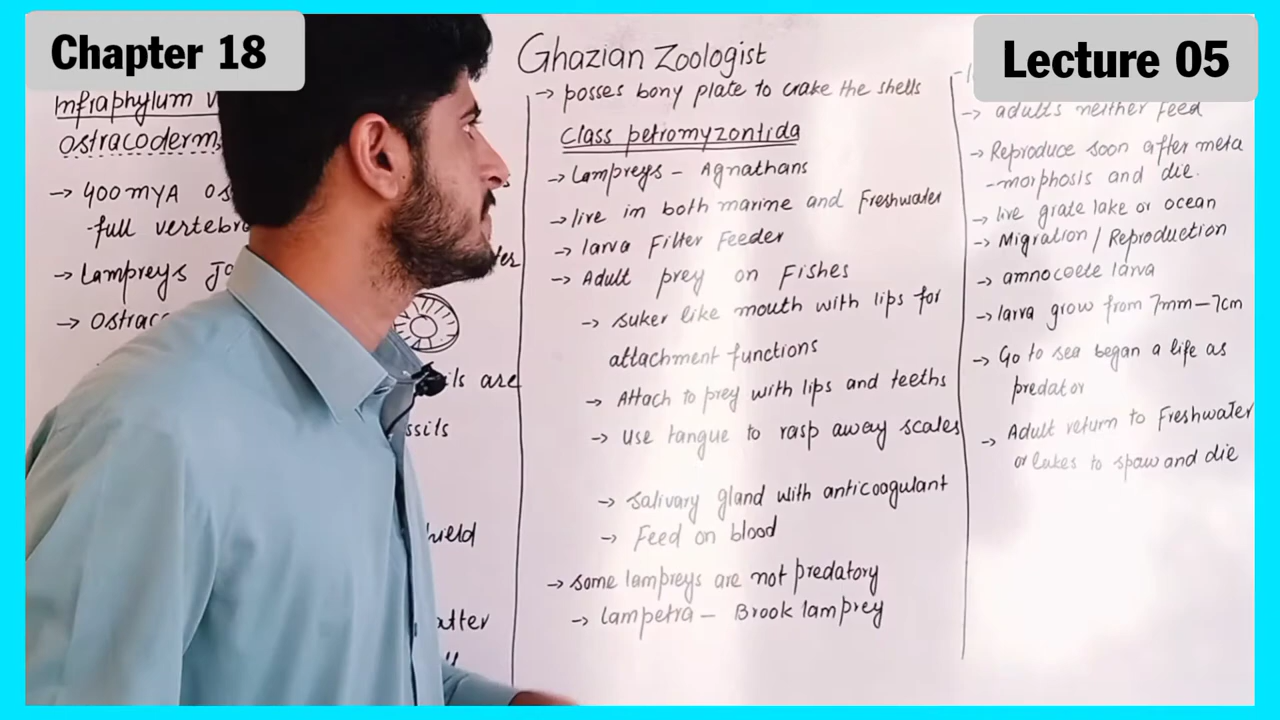 Chapter 18
Lecture 05
Ghazian Zoologist
Infraphylum
ostracoderm
→ 400 MYA
-full vertebr
→ Lampreys
→ ostrac
are
ssils
→ posses bony plate to crake the shells
Class petromyzontida
→ Lampreys - Agnathans
→ live in both marine and Freshwater
→ larva Filter Feeder
→ Adult prey on Fishes
→ suker like mouth with lips for
attachment functions
→ Attach to prey with lips and teeths
→ Use tangue to rasp away scales
→ Salivary gland with anticoagulant
→ Feed on blood
→ some lampreys are not predatory
→ lampetra - Brook lamprey
→ adults neither feed
→ Reproduce soon after meta
-morphosis and die.
→ live grate lake or ocean
→ Migration / Reproduction
→ amnocoete larva
→ larva grow from 7mm-7cm
→ Go to sea began a life as
predator
→ Adult return to Freshwater
or lakes to spaw and die